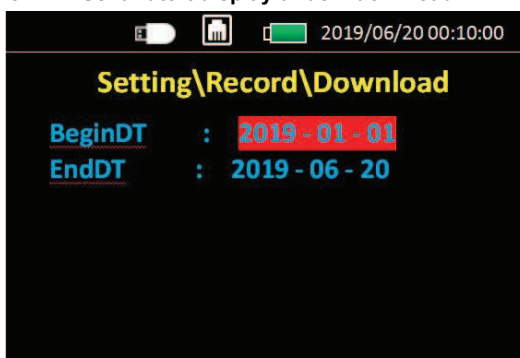 2019/06/20 00:10:00
Setting\Record\Download
BeginDT : 2019 - 01 - 01
EndDT : 2019 - 06 - 20